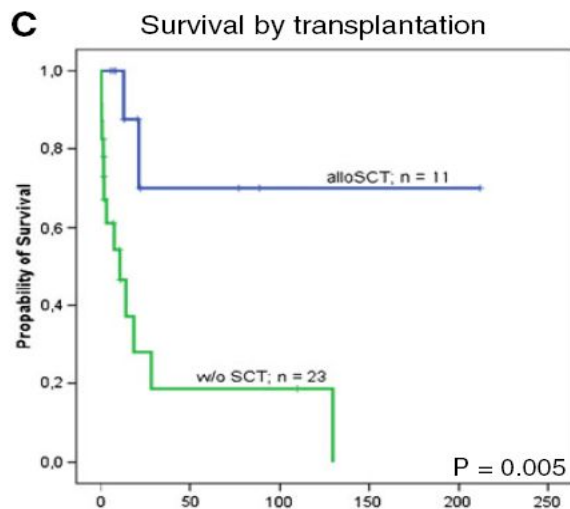 C Survival by transplantation
1,0
0,8
0,6
0,4
0,2
0,0
Propability of Survival
alloSCT; n = 11
w/o SCT; n = 23
P = 0.005
0 50 100 150 200 250